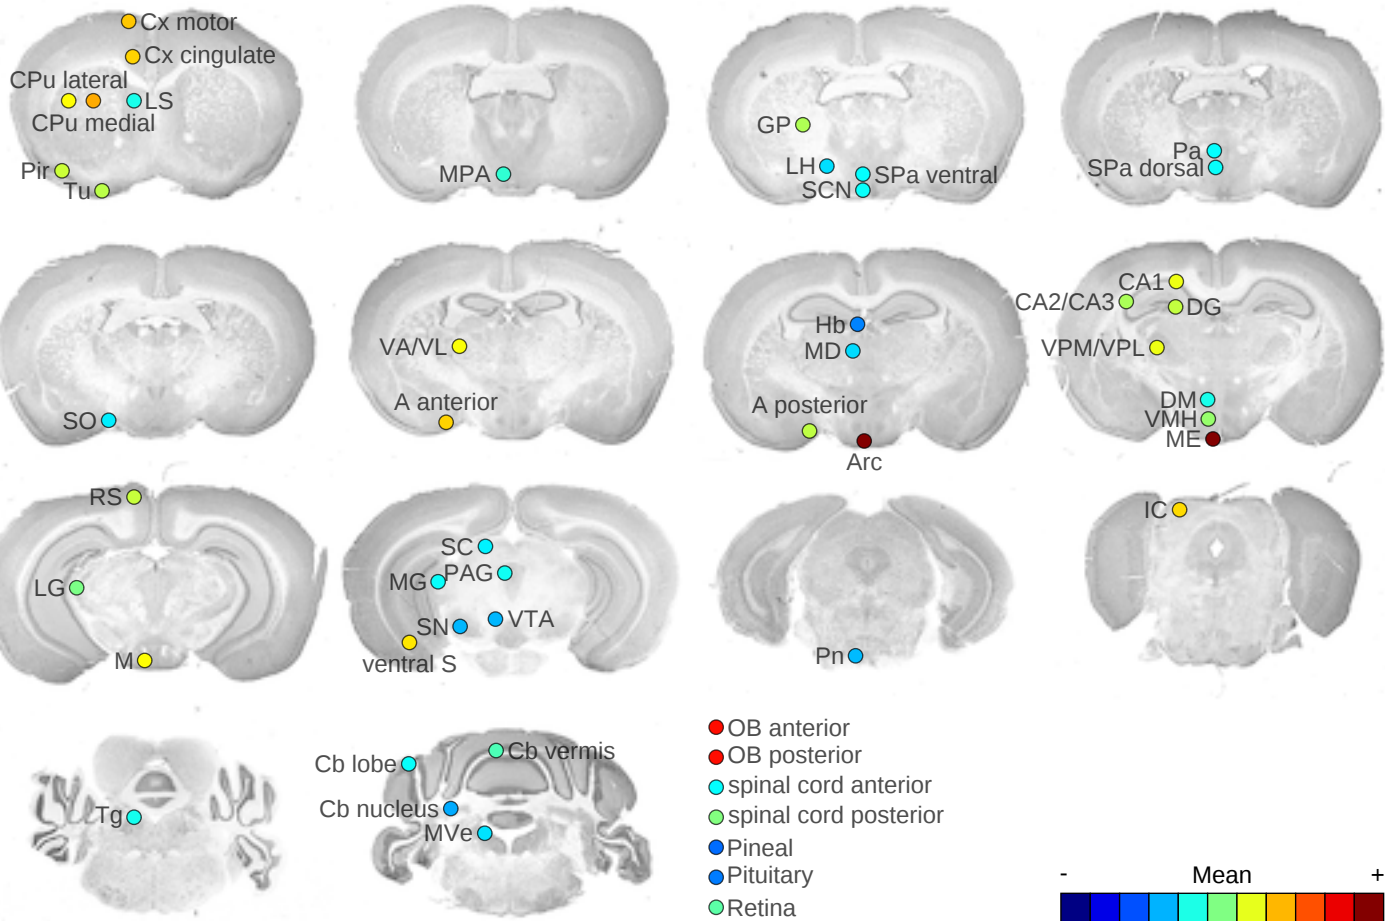 Cx motor
Cx cingulate
CPu lateral
LS
CPu medial
Pir
Tu
MPA
GP
LH
SPa ventral
SCN
Pa
SPa dorsal
SO
VA/VL
A anterior
Hb
MD
A posterior
Arc
CA1
CA2/CA3
DG
VPM/VPL
DM
VMH
ME
RS
LG
M
SC
MG
PAG
SN
VTA
ventral S
Pn
IC
Tg
Cb lobe
Cb vermis
Cb nucleus
MVe
OB anterior
OB posterior
spinal cord anterior
spinal cord posterior
Pineal
Pituitary
Retina
- Mean +